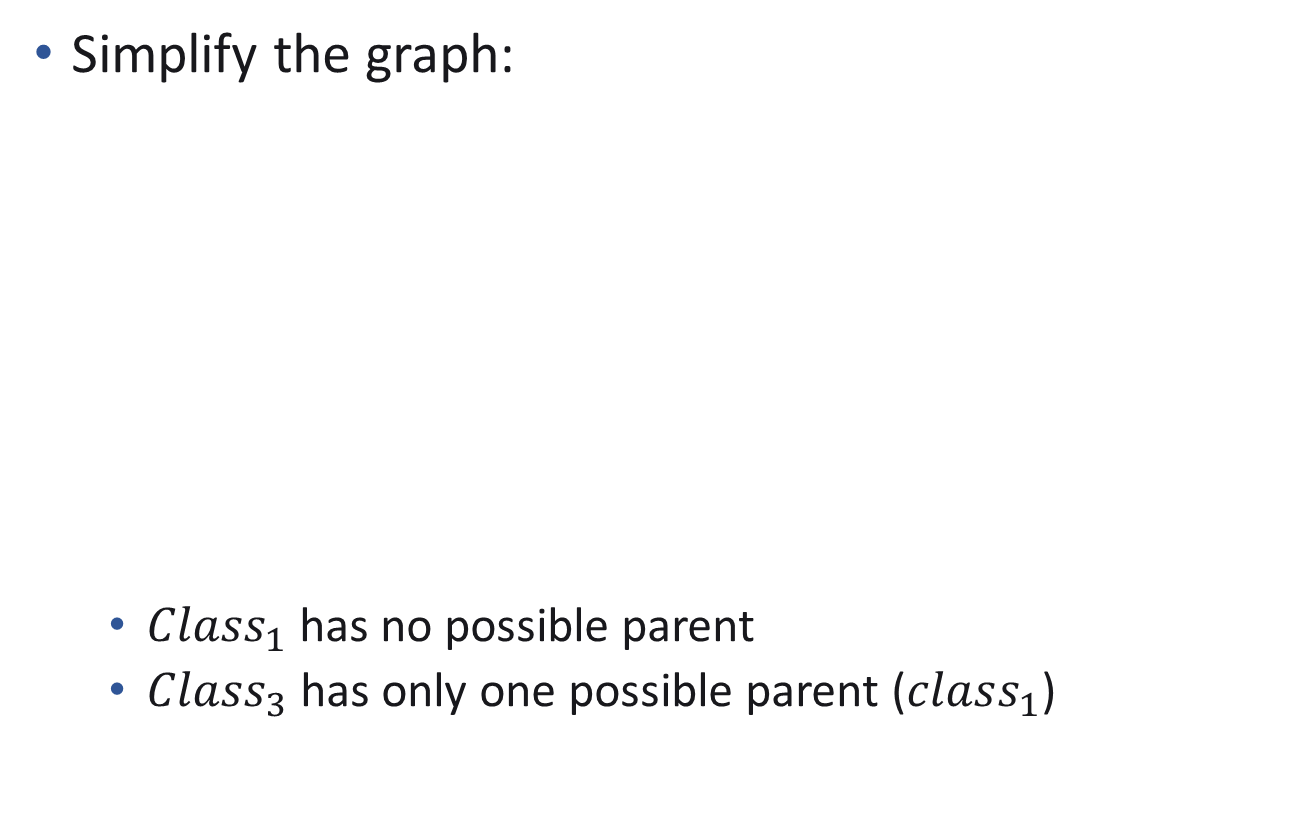 • Simplify the graph:
• Class₁ has no possible parent
• Class₃ has only one possible parent (class₁)